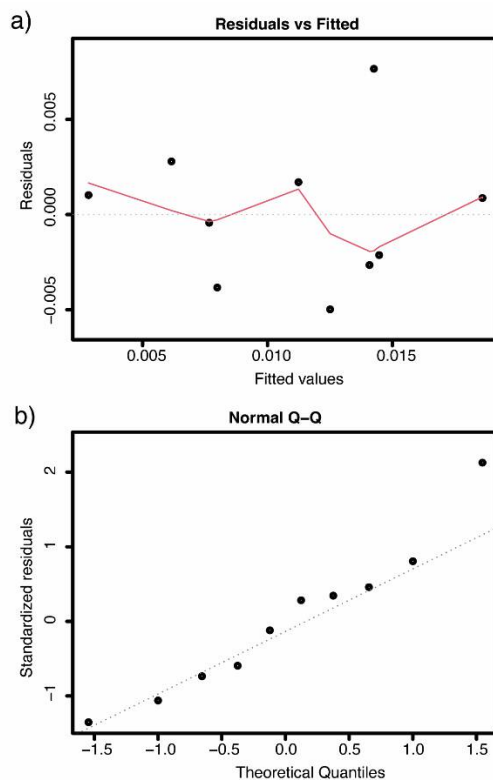 a)
Residuals vs Fitted
Residuals
0.005
0.000
−0.005
0.005
0.010
0.015
Fitted values
b)
Normal Q−Q
Standardized residuals
2
1
0
−1
−1.5
−1.0
−0.5
0.0
0.5
1.0
1.5
Theoretical Quantiles